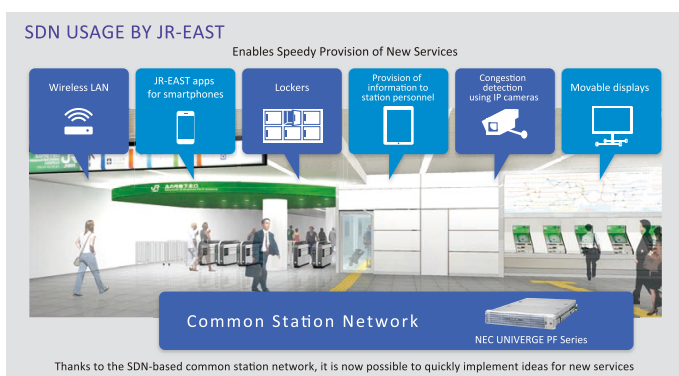 SDN USAGE BY JR-EAST
Enables Speedy Provision of New Services
Wireless LAN
JR-EAST apps
for smartphones
Lockers
Provision of
information to
station personnel
Congestion
detection
using IP cameras
Movable displays
JR
Common Station Network
NEC UNIVERGE PF Series
Thanks to the SDN-based common station network, it is now possible to quickly implement ideas for new services